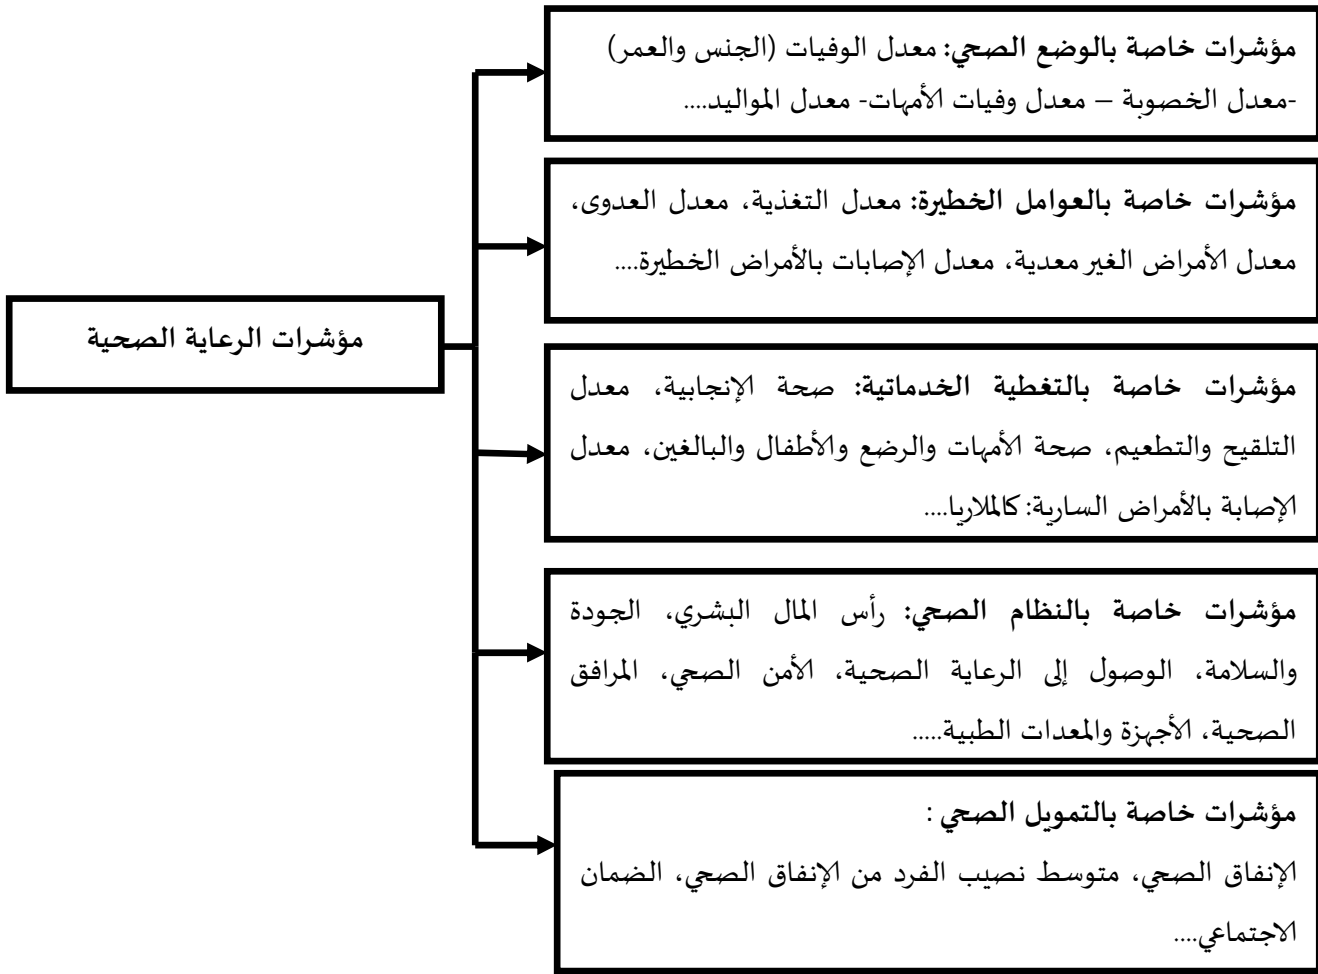 مؤشرات الرعاية الصحية
مؤشرات خاصة بالوضع الصحي: معدل الوفيات (الجنس والعمر)
-معدل الخصوبة – معدل وفيات الأمهات- معدل المواليد....
مؤشرات خاصة بالعوامل الخطيرة: معدل التغذية، معدل العدوى،
معدل الأمراض الغير معدية، معدل الإصابات بالأمراض الخطيرة....
مؤشرات خاصة بالتغطية الخدماتية: صحة الإنجابية، معدل
التلقيح والتطعيم، صحة الأمهات والرضع والأطفال والبالغين، معدل
الإصابة بالأمراض السارية: كالملاريا....
مؤشرات خاصة بالنظام الصحي: رأس المال البشري، الجودة
والسلامة، الوصول إلى الرعاية الصحية، الأمن الصحي، المرافق
الصحية، الأجهزة والمعدات الطبية.....
مؤشرات خاصة بالتمويل الصحي :
الإنفاق الصحي، متوسط نصيب الفرد من الإنفاق الصحي، الضمان
الاجتماعي....